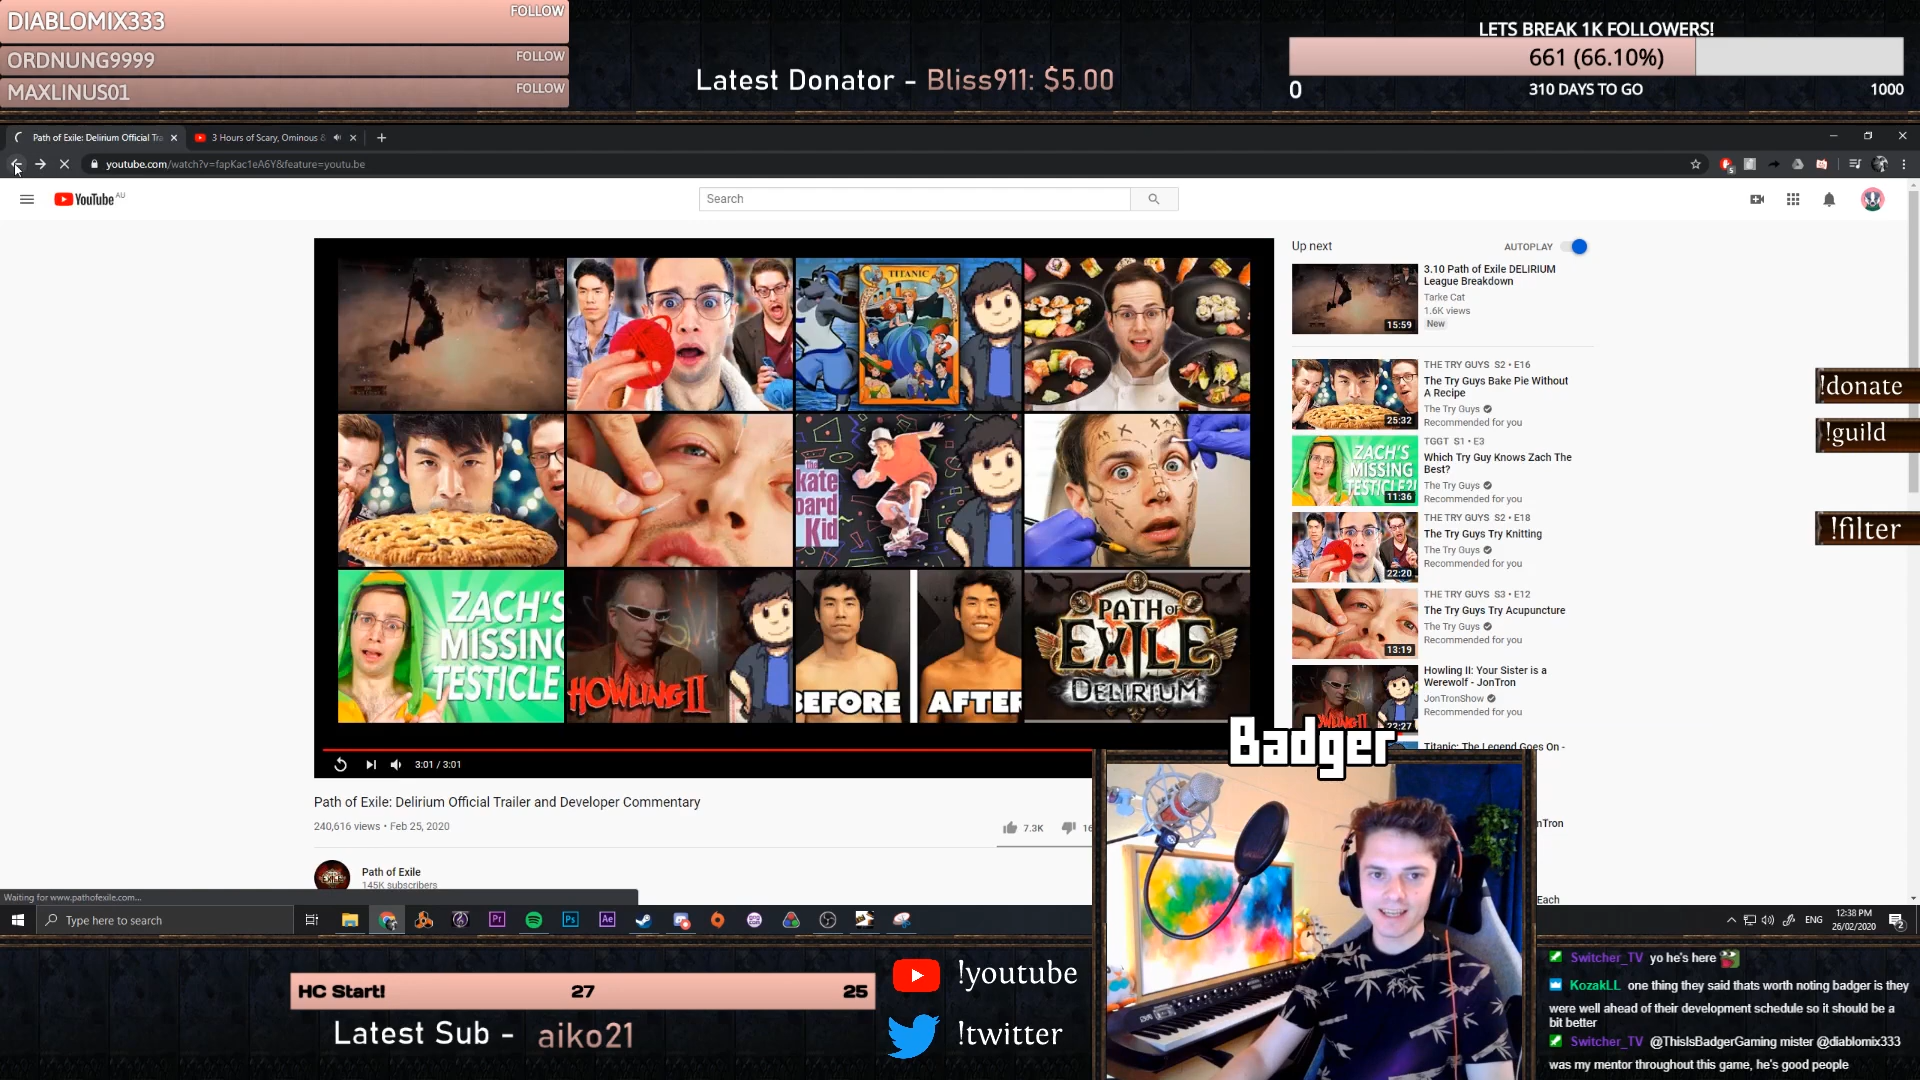 DIABLOMIX333 FOLLOW
ORDNUNG9999 FOLLOW
MAXLINUS01 FOLLOW
Latest Donator - Bliss911: $5.00
LETS BREAK 1K FOLLOWERS!
661 (66.10%)
0 310 DAYS TO GO 1000
Path of Exile: Delirium Official Tra
3 Hours of Scary, Ominous &
youtube.com/watch?v=fapKac1eA6Y&feature=youtu.be
YouTube AU
Search
Up next AUTOPLAY
3.10 Path of Exile DELIRIUM
League Breakdown
Tarke Cat
1.6K views
New
15:59
THE TRY GUYS S2 • E16
The Try Guys Bake Pie Without
A Recipe
The Try Guys
Recommended for you
25:32
TGGT S1 • E3
Which Try Guy Knows Zach The
Best?
The Try Guys
Recommended for you
ZACH'S
MISSING
TESTICLE?!
11:36
THE TRY GUYS S2 • E18
The Try Guys Try Knitting
The Try Guys
Recommended for you
22:20
THE TRY GUYS S3 • E12
The Try Guys Try Acupuncture
The Try Guys
Recommended for you
13:19
Howling II: Your Sister is a
Werewolf - JonTron
JonTronShow
Recommended for you
22:27
Titanic: The Legend Goes On -
nTron
Each
!donate
!guild
!filter
TITANIC
the
kate
oard
Kid
ZACH'S
MISSING
TESTICLE
HOWLING II
BEFORE AFTER
PATH OF
EXILE
DELIRIUM
3:01 / 3:01
Path of Exile: Delirium Official Trailer and Developer Commentary
240,616 views • Feb 25, 2020
7.3K 16
Path of Exile
145K subscribers
Waiting for www.pathofexile.com...
Badger
Type here to search
ENG
12:38 PM
26/02/2020
HC Start! 27 25
Latest Sub - aiko21
!youtube
!twitter
Switcher_TV yo he's here
KozakLL one thing they said thats worth noting badger is they
were well ahead of their development schedule so it should be a
bit better
Switcher_TV @ThisIsBadgerGaming mister @diablomix333
was my mentor throughout this game, he's good people